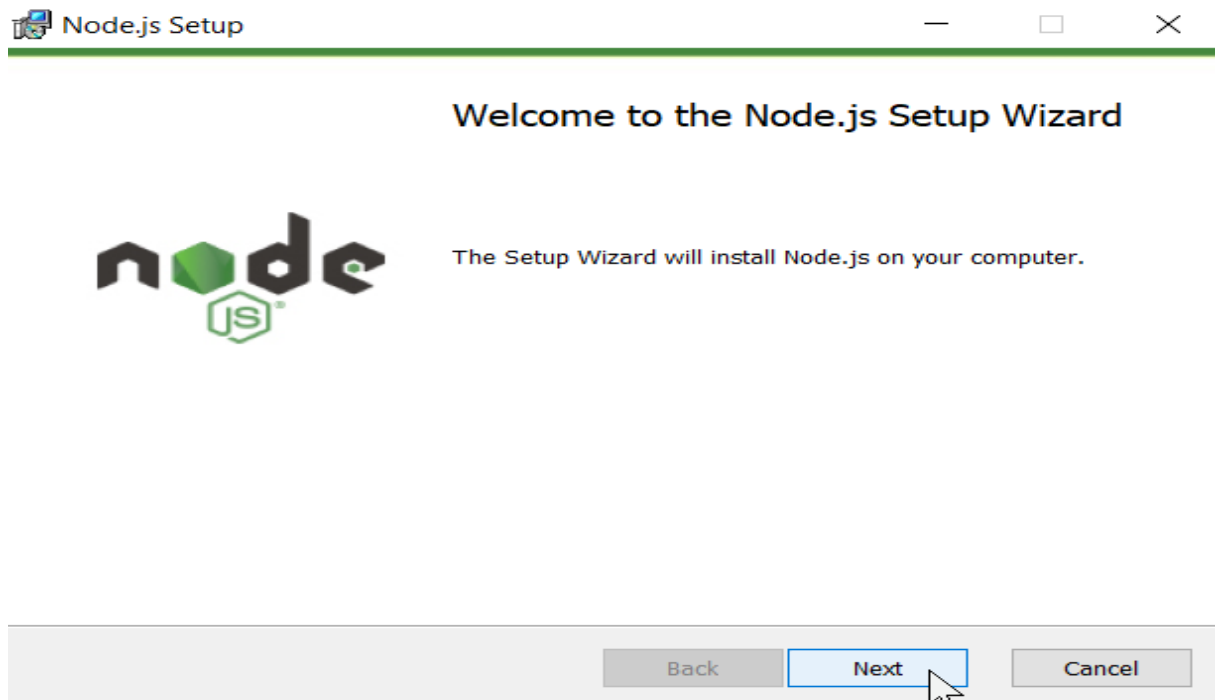 Node.js Setup
Welcome to the Node.js Setup Wizard
The Setup Wizard will install Node.js on your computer.
node
JS®
Back Next Cancel